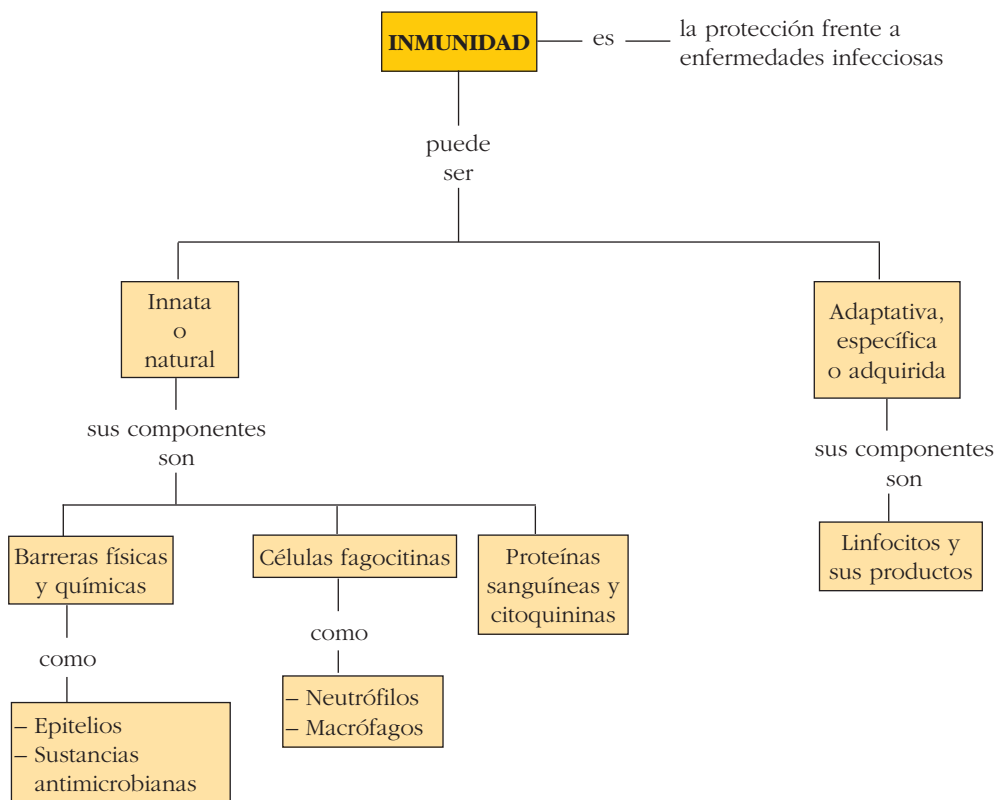 INMUNIDAD
es
la protección frente a
enfermedades infecciosas
puede
ser
Innata
o
natural
Adaptativa,
específica
o adquirida
sus componentes
son
sus componentes
son
Barreras físicas
y químicas
Células fagocitinas
Proteínas
sanguíneas y
citoquininas
Linfocitos y
sus productos
como
como
– Epitelios
– Sustancias
antimicrobianas
– Neutrófilos
– Macrófagos